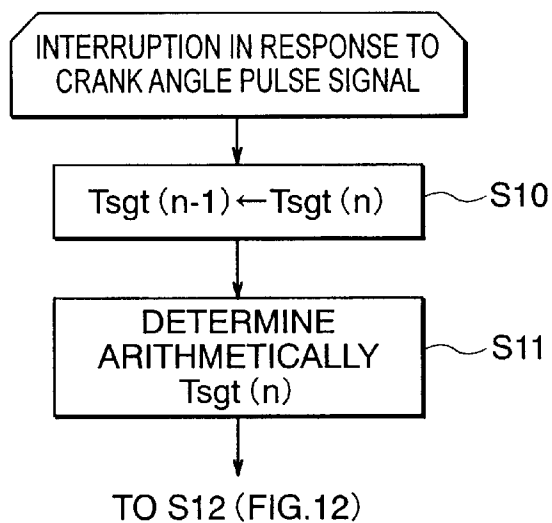 INTERRUPTION IN RESPONSE TO
CRANK ANGLE PULSE SIGNAL
Tsgt (n-1) ← Tsgt (n)
S10
DETERMINE
ARITHMETICALLY
Tsgt (n)
S11
TO S12 (FIG.12)